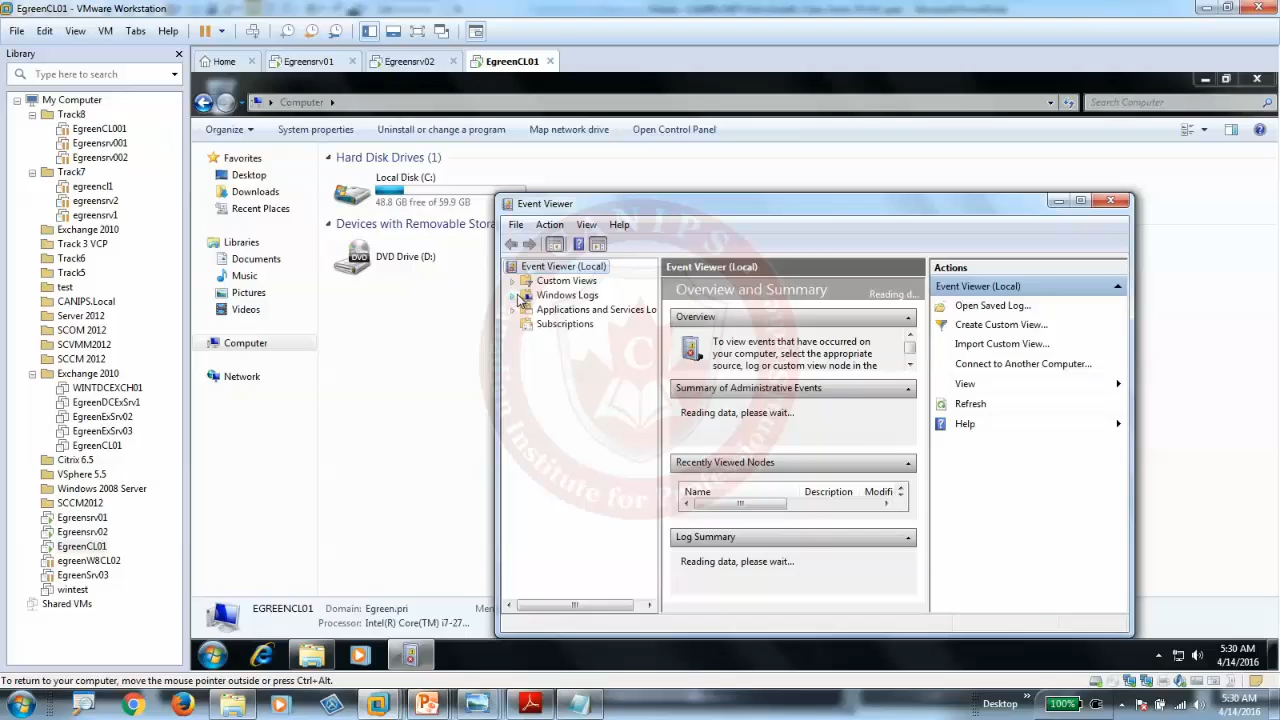 EgreenCL01 - VMware Workstation
File Edit View VM Tabs Help
Library
Type here to search
My Computer
Track8
EgreenCL001
Egreensrv001
Egreensrv002
Track7
egreencl1
egreensrv2
egreensrv1
Exchange 2010
Track 3 VCP
Track6
Track5
test
CANIPS.Local
Server 2012
SCOM 2012
SCVMM 2012
SCCM 2012
Exchange 2010
WINTDCEXCH01
EgreenDCExSrv1
EgreenExSrv02
EgreenExSrv03
EgreenCL01
Citrix 6.5
VSphere 5.5
Windows 2008 Server
SCCM2012
Egreensrv01
Egreensrv02
EgreenCL01
egreenW8CL02
EgreenSrv03
wintest
Shared VMs
Home Egreensrv01 Egreensrv02 EgreenCL01
Computer Search Computer
Organize System properties Uninstall or change a program Map network drive Open Control Panel
Favorites
Desktop
Downloads
Recent Places
Libraries
Documents
Music
Pictures
Videos
Computer
Network
Hard Disk Drives (1)
Local Disk (C:)
48.8 GB free of 59.9 GB
Devices with Removable Stora
DVD Drive (D:)
Event Viewer
File Action View Help
Event Viewer (Local)
Custom Views
Windows Logs
Applications and Services Lo
Subscriptions
Event Viewer (Local)
Overview and Summary Reading d...
Overview
To view events that have occurred on
your computer, select the appropriate
source, log or custom view node in the
Summary of Administrative Events
Reading data, please wait...
Recently Viewed Nodes
Name Description Modifi
Log Summary
Reading data, please wait...
Actions
Event Viewer (Local)
Open Saved Log...
Create Custom View...
Import Custom View...
Connect to Another Computer...
View
Refresh
Help
EGREENCL01 Domain: Egreen.pri Me
Processor: Intel(R) Core(TM) i7-27...
5:30 AM
4/14/2016
To return to your computer, move the mouse pointer outside or press Ctrl+Alt.
Desktop 100% 5:30 AM
4/14/2016